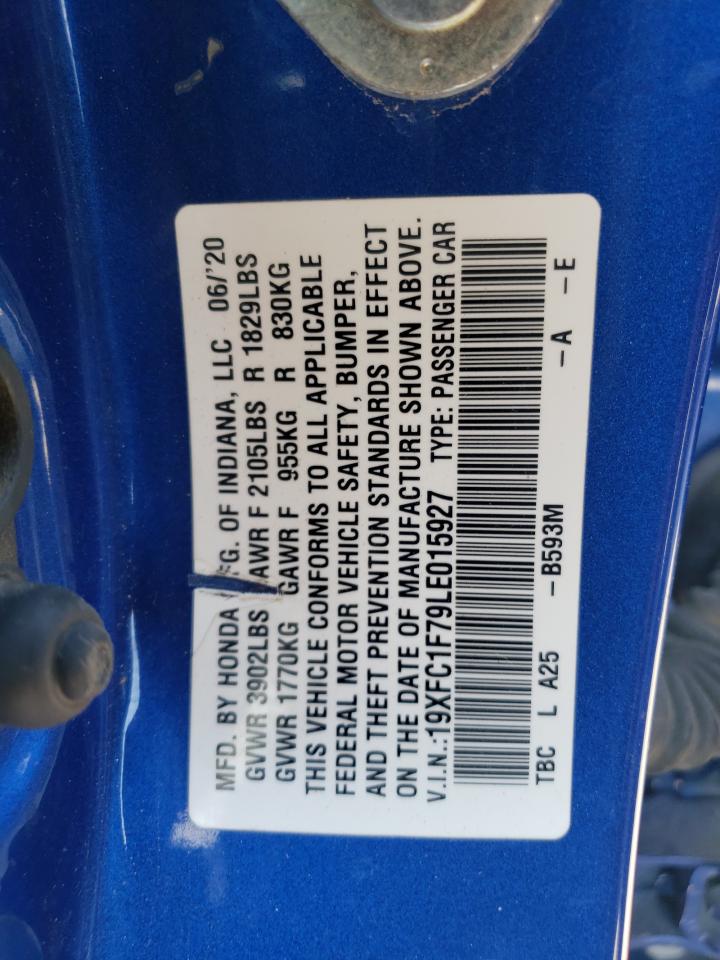 MFD. BY HONDA FG. OF INDIANA, LLC 06/'20
GVWR 3902LBS GAWR F 2105LBS R 1829LBS
GVWR 1770KG GAWR F 955KG R 830KG
THIS VEHICLE CONFORMS TO ALL APPLICABLE
FEDERAL MOTOR VEHICLE SAFETY, BUMPER,
AND THEFT PREVENTION STANDARDS IN EFFECT
ON THE DATE OF MANUFACTURE SHOWN ABOVE.
V.I.N.:19XFC1F79LE015927 TYPE: PASSENGER CAR
TBC L A25 -B593M -A -E